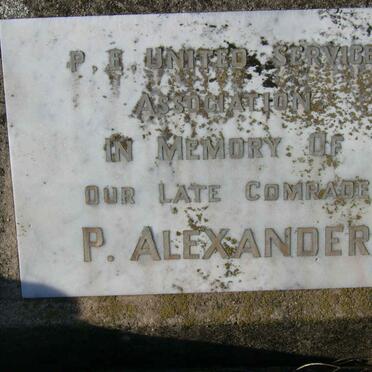 P. E UNITED SERVICE
ASSOCIATION
IN MEMORY OF
OUR LATE COMRADE
P. ALEXANDER